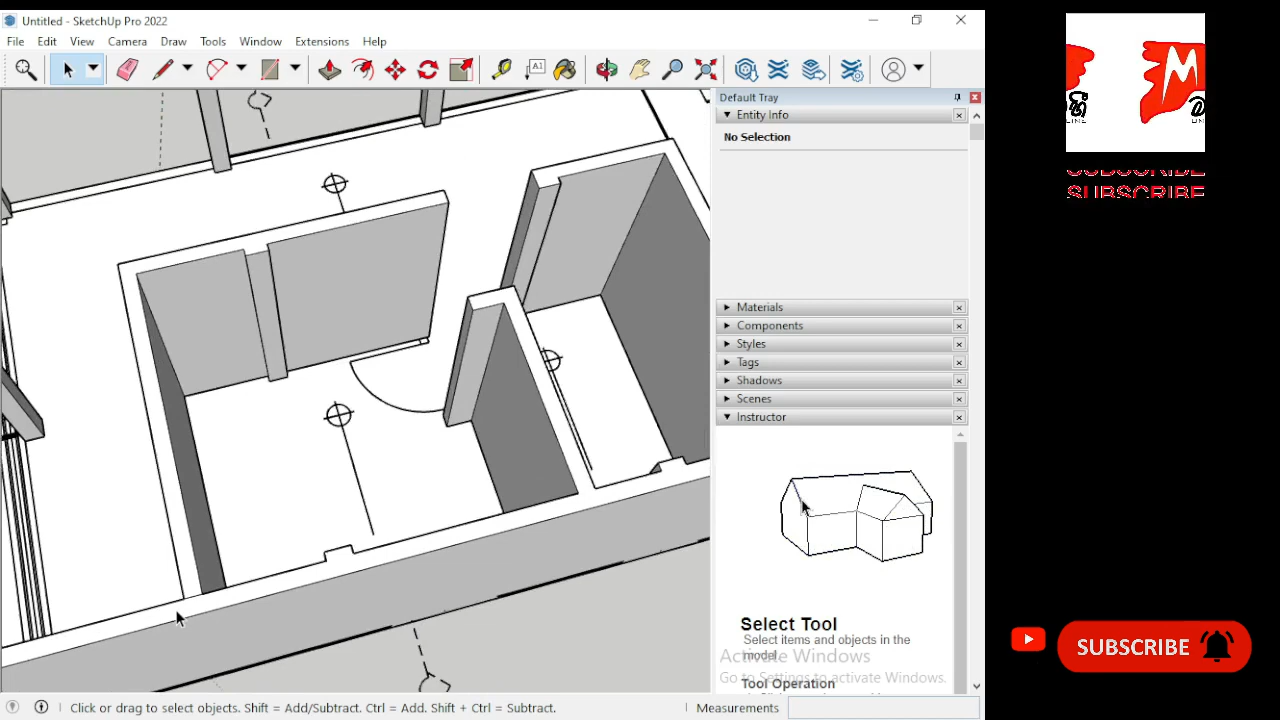 Untitled - SketchUp Pro 2022
File Edit View Camera Draw Tools Window Extensions Help
A1
Default Tray
Entity Info
No Selection
Materials
Components
Styles
Tags
Shadows
Scenes
Instructor
Select Tool
Select items and objects in the
model
Activate Windows
Go to Settings to activate Windows.
Tool Operation
Click or drag to select objects. Shift = Add/Subtract. Ctrl = Add. Shift + Ctrl = Subtract.
Measurements
M
SUBSCRIBE
SUBSCRIBE